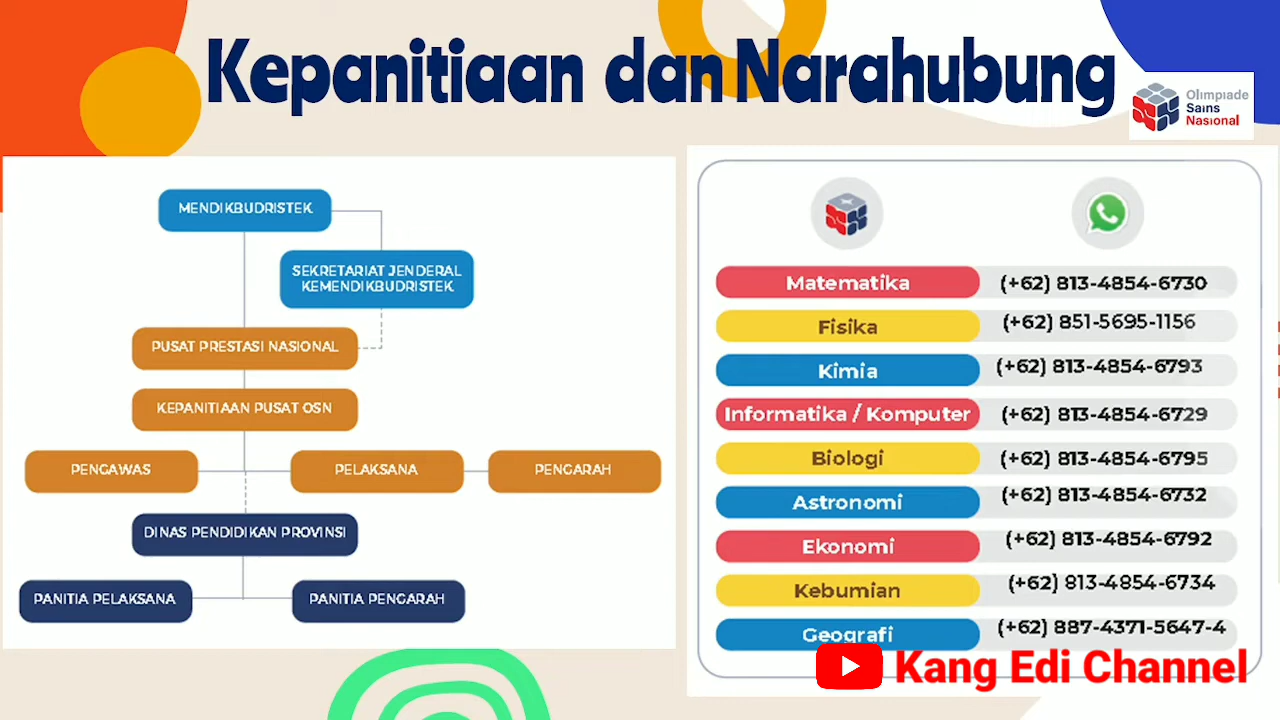 Kepanitiaan dan Narahubung
Olimpiade
Sains
Nasional
MENDIKBUDRISTEK
SEKRETARIAT JENDERAL
KEMENDIKBUDRISTEK
PUSAT PRESTASI NASIONAL
KEPANITIAAN PUSAT OSN
PENGAWAS
PELAKSANA
PENGARAH
DINAS PENDIDIKAN PROVINSI
PANITIA PELAKSANA
PANITIA PENGARAH
Matematika (+62) 813-4854-6730
Fisika (+62) 851-5695-1156
Kimia (+62) 813-4854-6793
Informatika / Komputer (+62) 813-4854-6729
Biologi (+62) 813-4854-6795
Astronomi (+62) 813-4854-6732
Ekonomi (+62) 813-4854-6792
Kebumian (+62) 813-4854-6734
Geografi (+62) 887-4371-5647-4
Kang Edi Channel